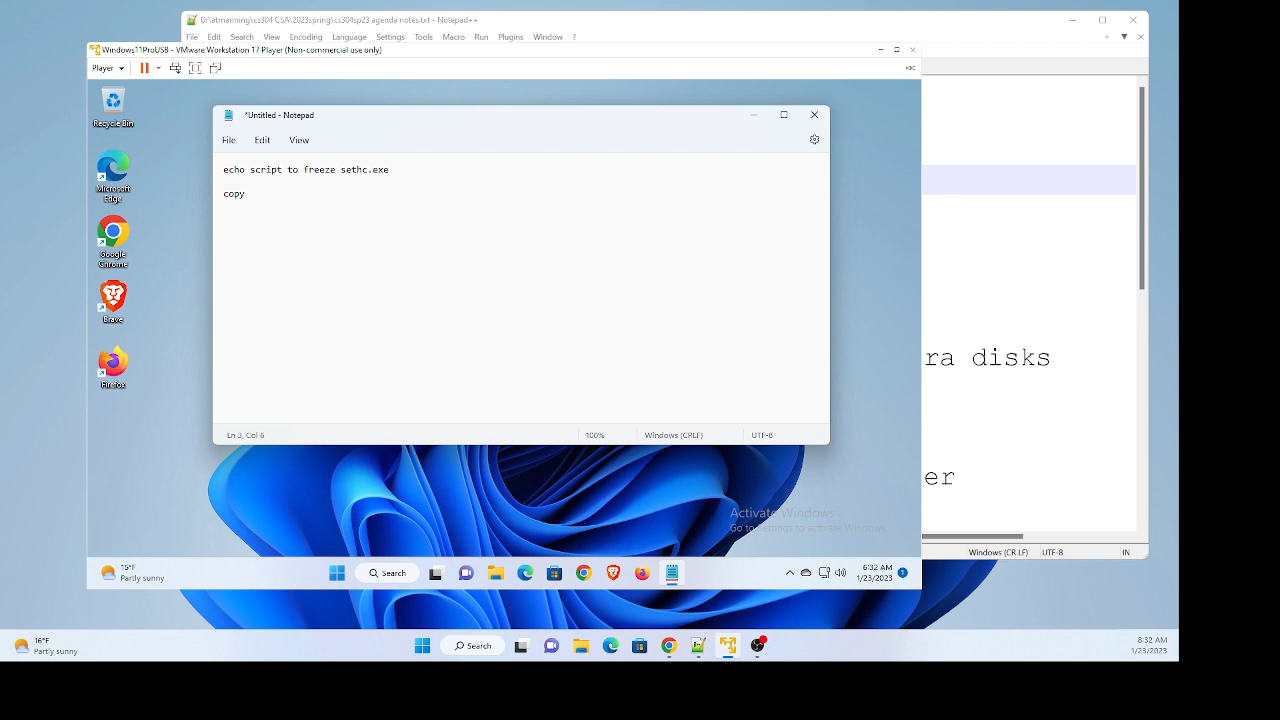 D:\atmanning\cs304 CSA\2023spring\cs304sp23 agenda notes.txt - Notepad++
File Edit Search View Encoding Language Settings Tools Macro Run Plugins Window ?
Windows11ProUSB - VMware Workstation 17 Player (Non-commercial use only)
Player
Recycle Bin
*Untitled - Notepad
File Edit View
echo script to freeze sethc.exe
copy
Microsoft
Edge
Google
Chrome
Brave
Firefox
ra disks
er
Ln 3, Col 6 100% Windows (CRLF) UTF-8
Activate Windows
Go to Settings to activate Windows.
Windows (CR LF) UTF-8 IN
15°F
Partly sunny
Search
6:32 AM
1/23/2023
1
16°F
Partly sunny
Search
8:32 AM
1/23/2023